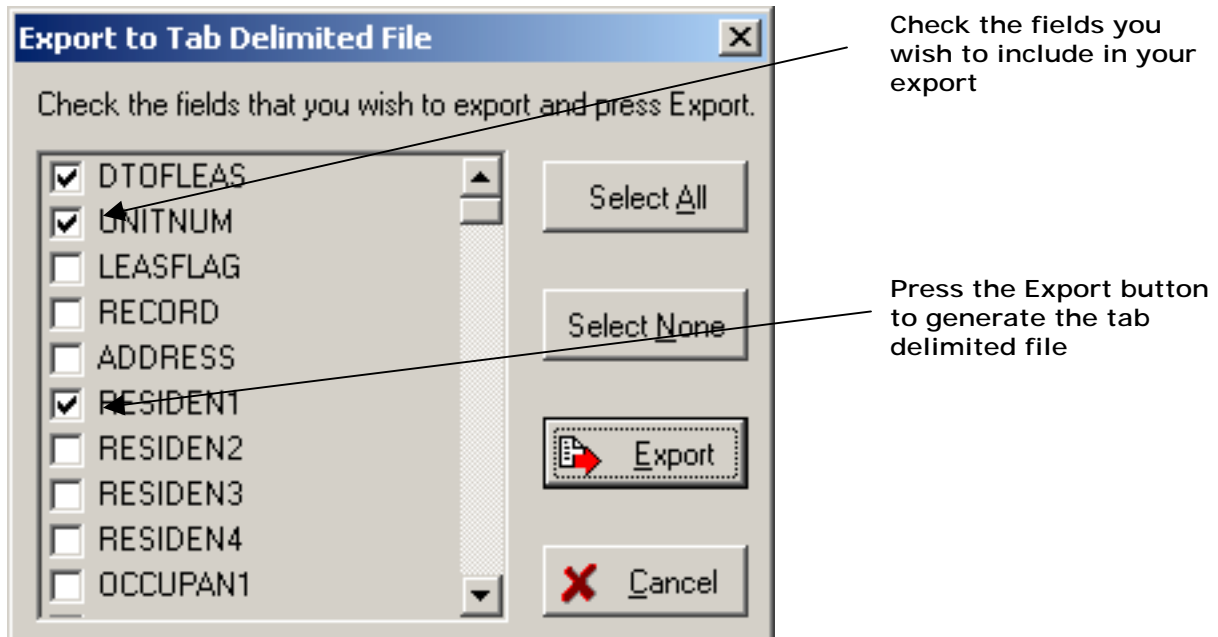 Export to Tab Delimited File
Check the fields that you wish to export and press Export.
DTOFLEAS
UNITNUM
LEASFLAG
RECORD
ADDRESS
RESIDEN1
RESIDEN2
RESIDEN3
RESIDEN4
OCCUPAN1
Select All
Select None
Export
Cancel
Check the fields you
wish to include in your
export
Press the Export button
to generate the tab
delimited file